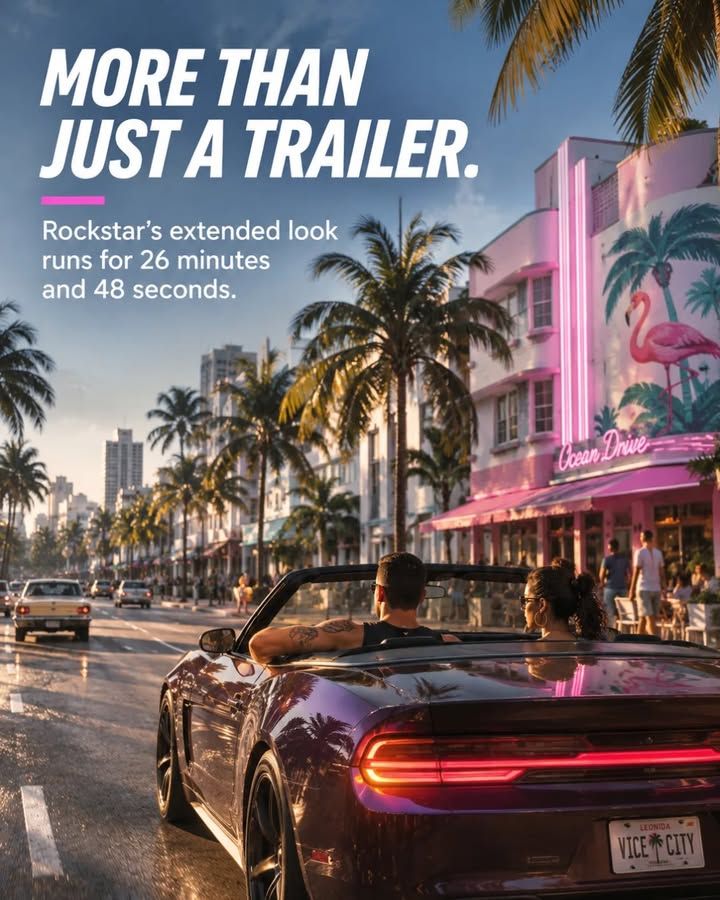 MORE THAN
JUST A TRAILER.
Rockstar’s extended look
runs for 26 minutes
and 48 seconds.
Ocean Drive
LEONIDA
VICE CITY